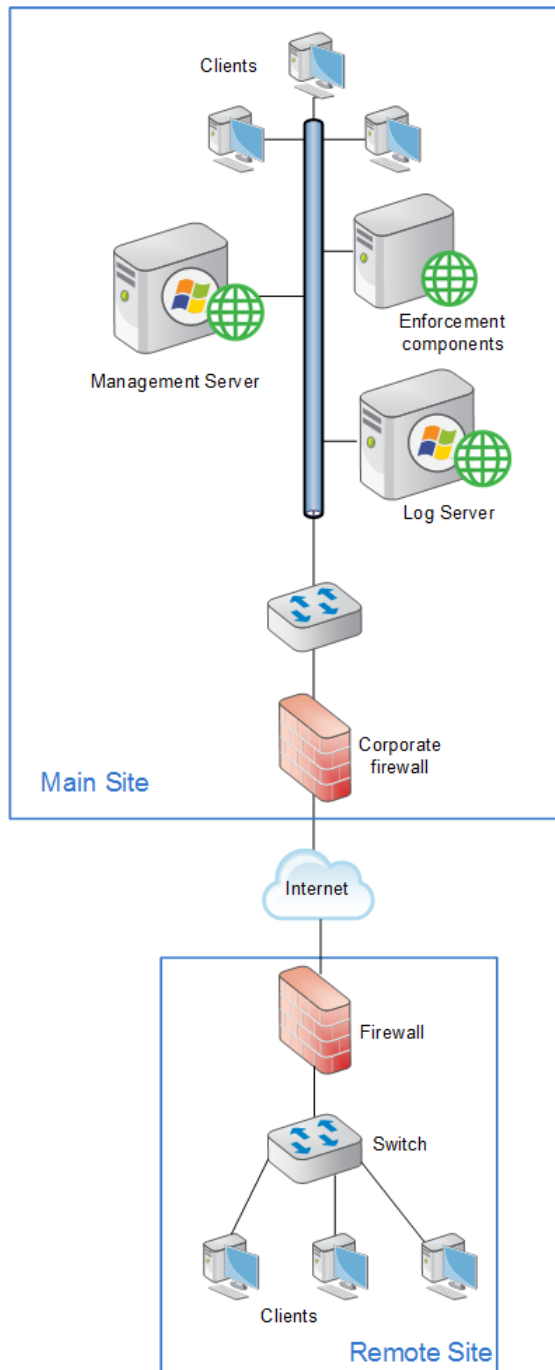 Clients
Management Server
Enforcement
components
Log Server
Corporate
firewall
Main Site
Internet
Firewall
Switch
Clients
Remote Site